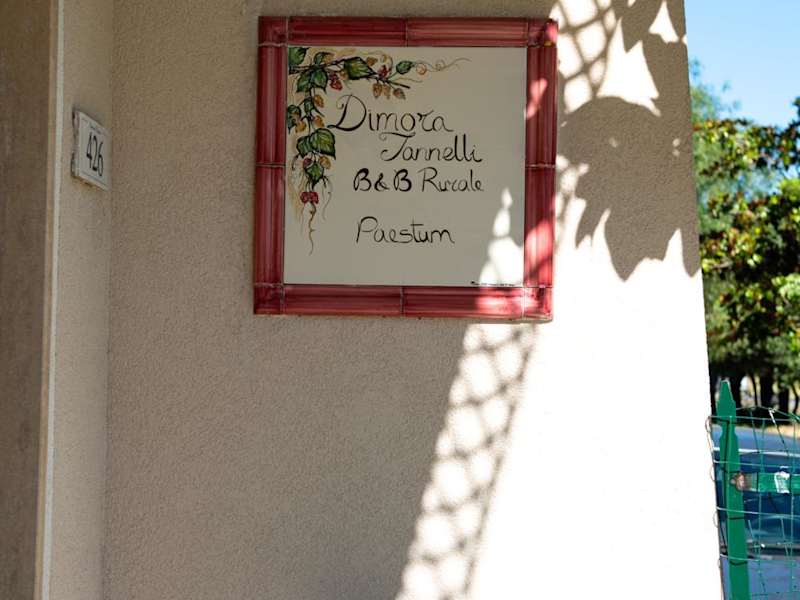 426
Dimora
Iannelli
B&B Rurale
Paestum